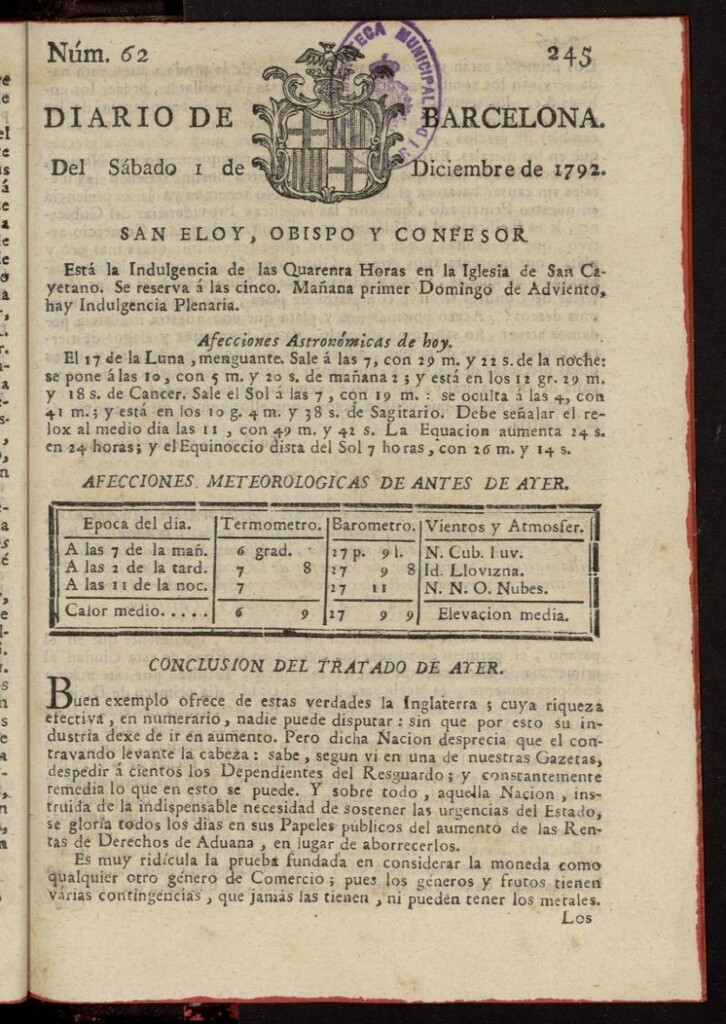 Núm. 62
245
DIARIO DE BARCELONA.
Del Sábado 1 de Diciembre de 1792.
SAN ELOY, OBISPO Y CONFESOR
Está la Indulgencia de las Quarenta Horas en la Iglesia de San Ca-
yetano. Se reserva á las cinco. Mañana primer Domingo de Adviento,
hay Indulgencia Plenaria.
Afecciones Astronómicas de hoy.
El 17 de la Luna, menguante. Sale á las 7, con 29 m. y 22 s. de la noche:
se pone á las 10, con 5 m. y 20 s. de mañana 2; y está en los 12 gr. 29 m.
y 18 s. de Cancer. Sale el Sol á las 7, con 19 m.: se oculta á las 4, con
41 m.; y está en los 10 g. 4 m. y 38 s. de Sagitario. Debe señalar el re-
lox al medio dia las 11, con 49 m. y 42 s. La Equacion aumenta 24 s.
en 24 horas; y el Equinoccio dista del Sol 7 horas, con 26 m. y 14 s.
AFECCIONES METEOROLOGICAS DE ANTES DE AYER.
Epoca del dia. Termometro. Barometro. Vientos y Atmosfer.
A las 7 de la mañ. 6 grad. 27 p. 9 l. N. Cub. Luv.
A las 2 de la tard. 7 8 27 9 8 Id. Llovizna.
A las 11 de la noc. 7 27 11 N. N. O. Nubes.
Calor medio..... 6 9 27 9 9 Elevacion media.
CONCLUSION DEL TRATADO DE AYER.
Buen exemplo ofrece de estas verdades la Inglaterra; cuya riqueza
efectiva, en numerario, nadie puede disputar: sin que por esto su in-
dustria dexe de ir en aumento. Pero dicha Nacion desprecia que el con-
travando levante la cabeza: sabe, segun vi en una de nuestras Gazetas,
despedir á cientos los Dependientes del Resguardo; y constantemente
remedia lo que en esto se puede. Y sobre todo, aquella Nacion, ins-
truida de la indispensable necesidad de sostener las urgencias del Estado,
se gloría todos los dias en sus Papeles públicos del aumento de las Ren-
tas de Derechos de Aduana, en lugar de aborrecerlos.
Es muy ridícula la prueba fundada en considerar la moneda como
qualquier otro género de Comercio; pues los géneros y frutos tienen
várias contingencias, que jamás las tienen, ni pueden tener los metales.
Los